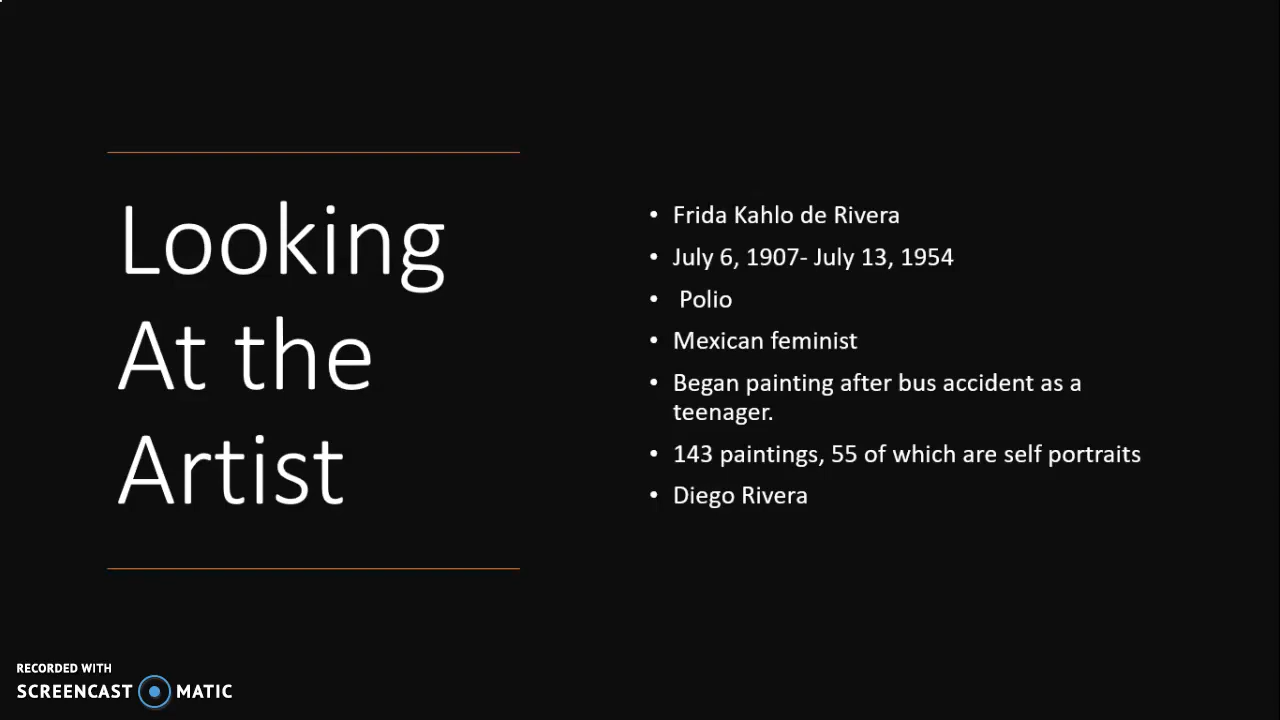 Looking
At the
Artist
• Frida Kahlo de Rivera
• July 6, 1907- July 13, 1954
• Polio
• Mexican feminist
• Began painting after bus accident as a
teenager.
• 143 paintings, 55 of which are self portraits
• Diego Rivera
RECORDED WITH
SCREENCAST MATIC